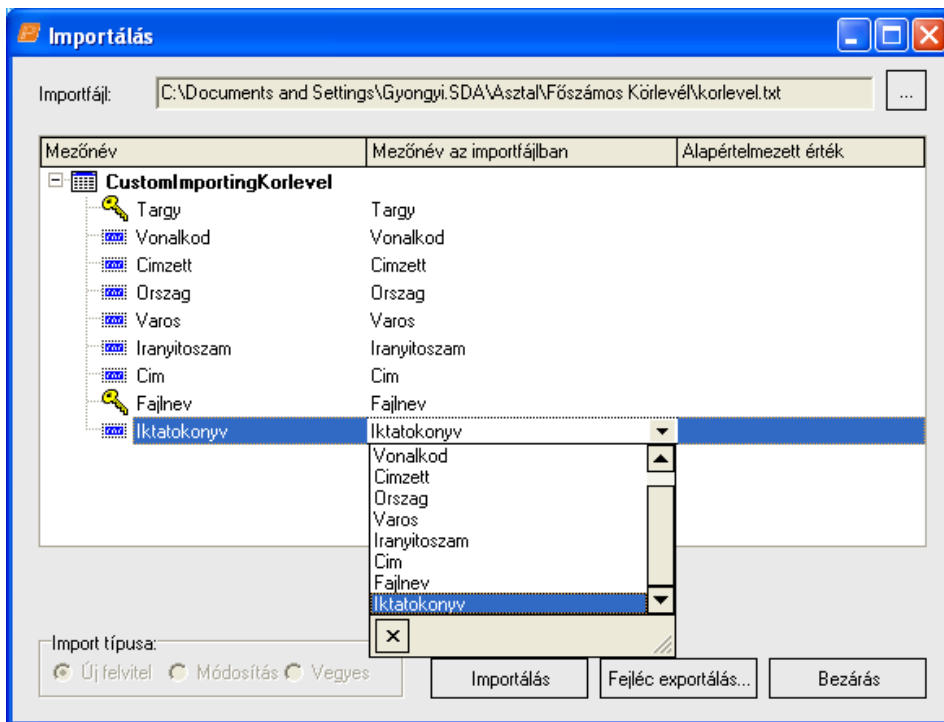 Importálás
Importfájl: C:\Documents and Settings\Gyongyi.SDA\Asztal\Főszámos Körlevél\korlevel.txt ...
Mezőnév Mezőnév az importfájlban Alapértelmezett érték
CustomImportingKorlevel
Targy Targy
Vonalkod Vonalkod
Cimzett Cimzett
Orszag Orszag
Varos Varos
Iranyitoszam Iranyitoszam
Cim Cim
Fajlnev Fajlnev
Iktatokonyv Iktatokonyv
Vonalkod
Cimzett
Orszag
Varos
Iranyitoszam
Cim
Fajlnev
Iktatokonyv
Import típusa:
Új felvitel Módosítás Vegyes Importálás Fejléc exportálás... Bezárás